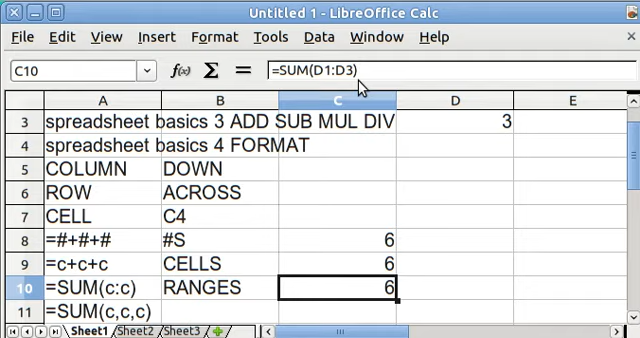 Untitled 1 - LibreOffice Calc
File Edit View Insert Format Tools Data Window Help
C10 f(x) Σ = =SUM(D1:D3)
A B C D E
3 spreadsheet basics 3 ADD SUB MUL DIV 3
4 spreadsheet basics 4 FORMAT
5 COLUMN DOWN
6 ROW ACROSS
7 CELL C4
8 =#+#+# #S 6
9 =c+c+c CELLS 6
10 =SUM(c:c) RANGES 6
11 =SUM(c,c,c)
Sheet1 Sheet2 Sheet3